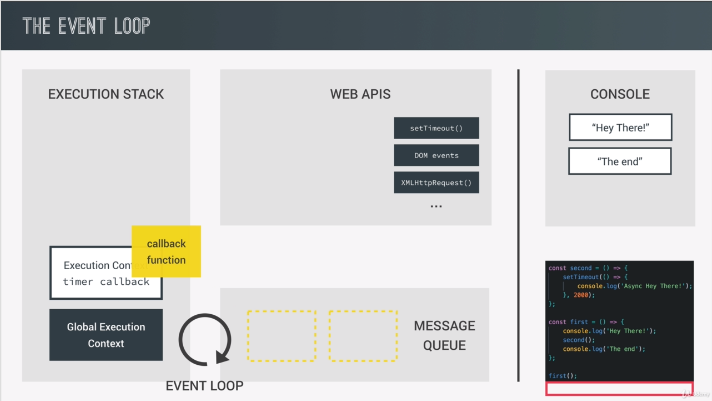 THE EVENT LOOP
EXECUTION STACK
WEB APIS
CONSOLE
setTimeout()
DOM events
XMLHttpRequest()
...
"Hey There!"
"The end"
callback
function
Execution Con
timer callback
Global Execution
Context
MESSAGE
QUEUE
EVENT LOOP
const second = () => {
setTimeout(() => {
console.log('Async Hey There!');
}, 2000);
};
const first = () => {
console.log('Hey There!');
second();
console.log('The end');
};
first();